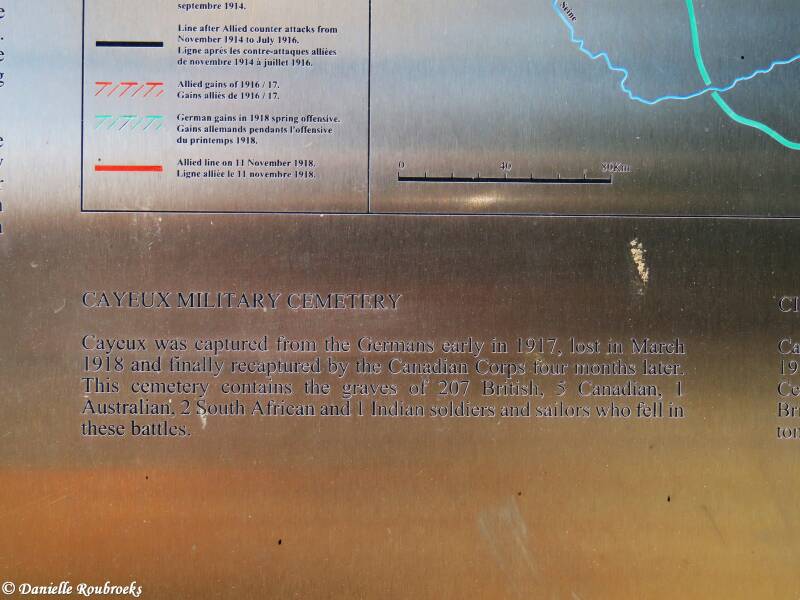 septembre 1914.
Line after Allied counter attacks from
November 1914 to July 1916.
Ligne après les contre-attaques alliées
de novembre 1914 à juillet 1916.
Allied gains of 1916 / 17.
Gains alliés de 1916 / 17.
German gains in 1918 spring offensive.
Gains allemands pendants l'offensive
du printemps 1918.
Allied line on 11 November 1918.
Ligne alliée le 11 novembre 1918.
Seine
0 40 80Km
CAYEUX MILITARY CEMETERY
Cayeux was captured from the Germans early in 1917, lost in March
1918 and finally recaptured by the Canadian Corps four months later.
This cemetery contains the graves of 207 British, 5 Canadian, 1
Australian, 2 South African and 1 Indian soldiers and sailors who fell in
these battles.
© Danielle Roubroeks